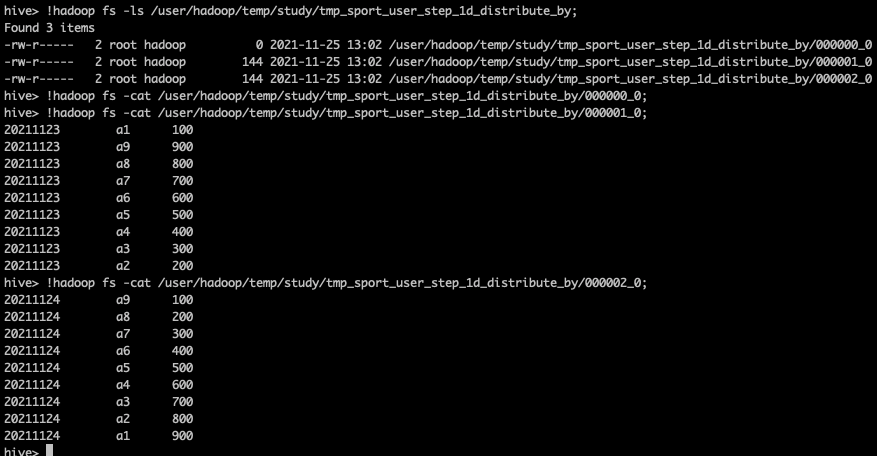 hive> !hadoop fs -ls /user/hadoop/temp/study/tmp_sport_user_step_1d_distribute_by;
Found 3 items
-rw-r-----   2 root hadoop          0 2021-11-25 13:02 /user/hadoop/temp/study/tmp_sport_user_step_1d_distribute_by/000000_0
-rw-r-----   2 root hadoop        144 2021-11-25 13:02 /user/hadoop/temp/study/tmp_sport_user_step_1d_distribute_by/000001_0
-rw-r-----   2 root hadoop        144 2021-11-25 13:02 /user/hadoop/temp/study/tmp_sport_user_step_1d_distribute_by/000002_0
hive> !hadoop fs -cat /user/hadoop/temp/study/tmp_sport_user_step_1d_distribute_by/000000_0;
hive> !hadoop fs -cat /user/hadoop/temp/study/tmp_sport_user_step_1d_distribute_by/000001_0;
20211123        a1      100
20211123        a9      900
20211123        a8      800
20211123        a7      700
20211123        a6      600
20211123        a5      500
20211123        a4      400
20211123        a3      300
20211123        a2      200
hive> !hadoop fs -cat /user/hadoop/temp/study/tmp_sport_user_step_1d_distribute_by/000002_0;
20211124        a9      100
20211124        a8      200
20211124        a7      300
20211124        a6      400
20211124        a5      500
20211124        a4      600
20211124        a3      700
20211124        a2      800
20211124        a1      900
hive>